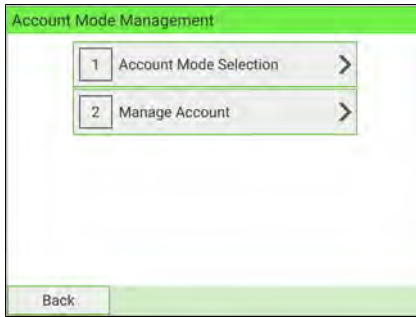 Account Mode Management
1 Account Mode Selection
2 Manage Account
Back